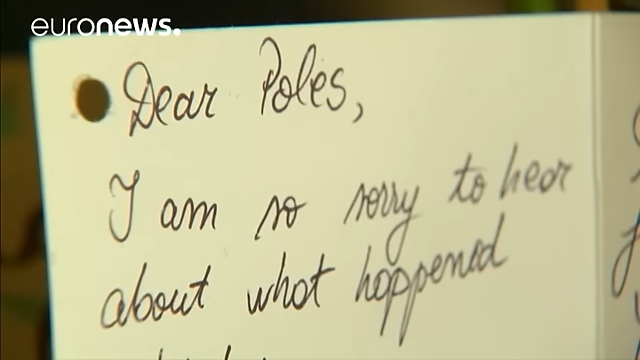 euronews.
Dear Poles,
I am so sorry to hear
about what happened